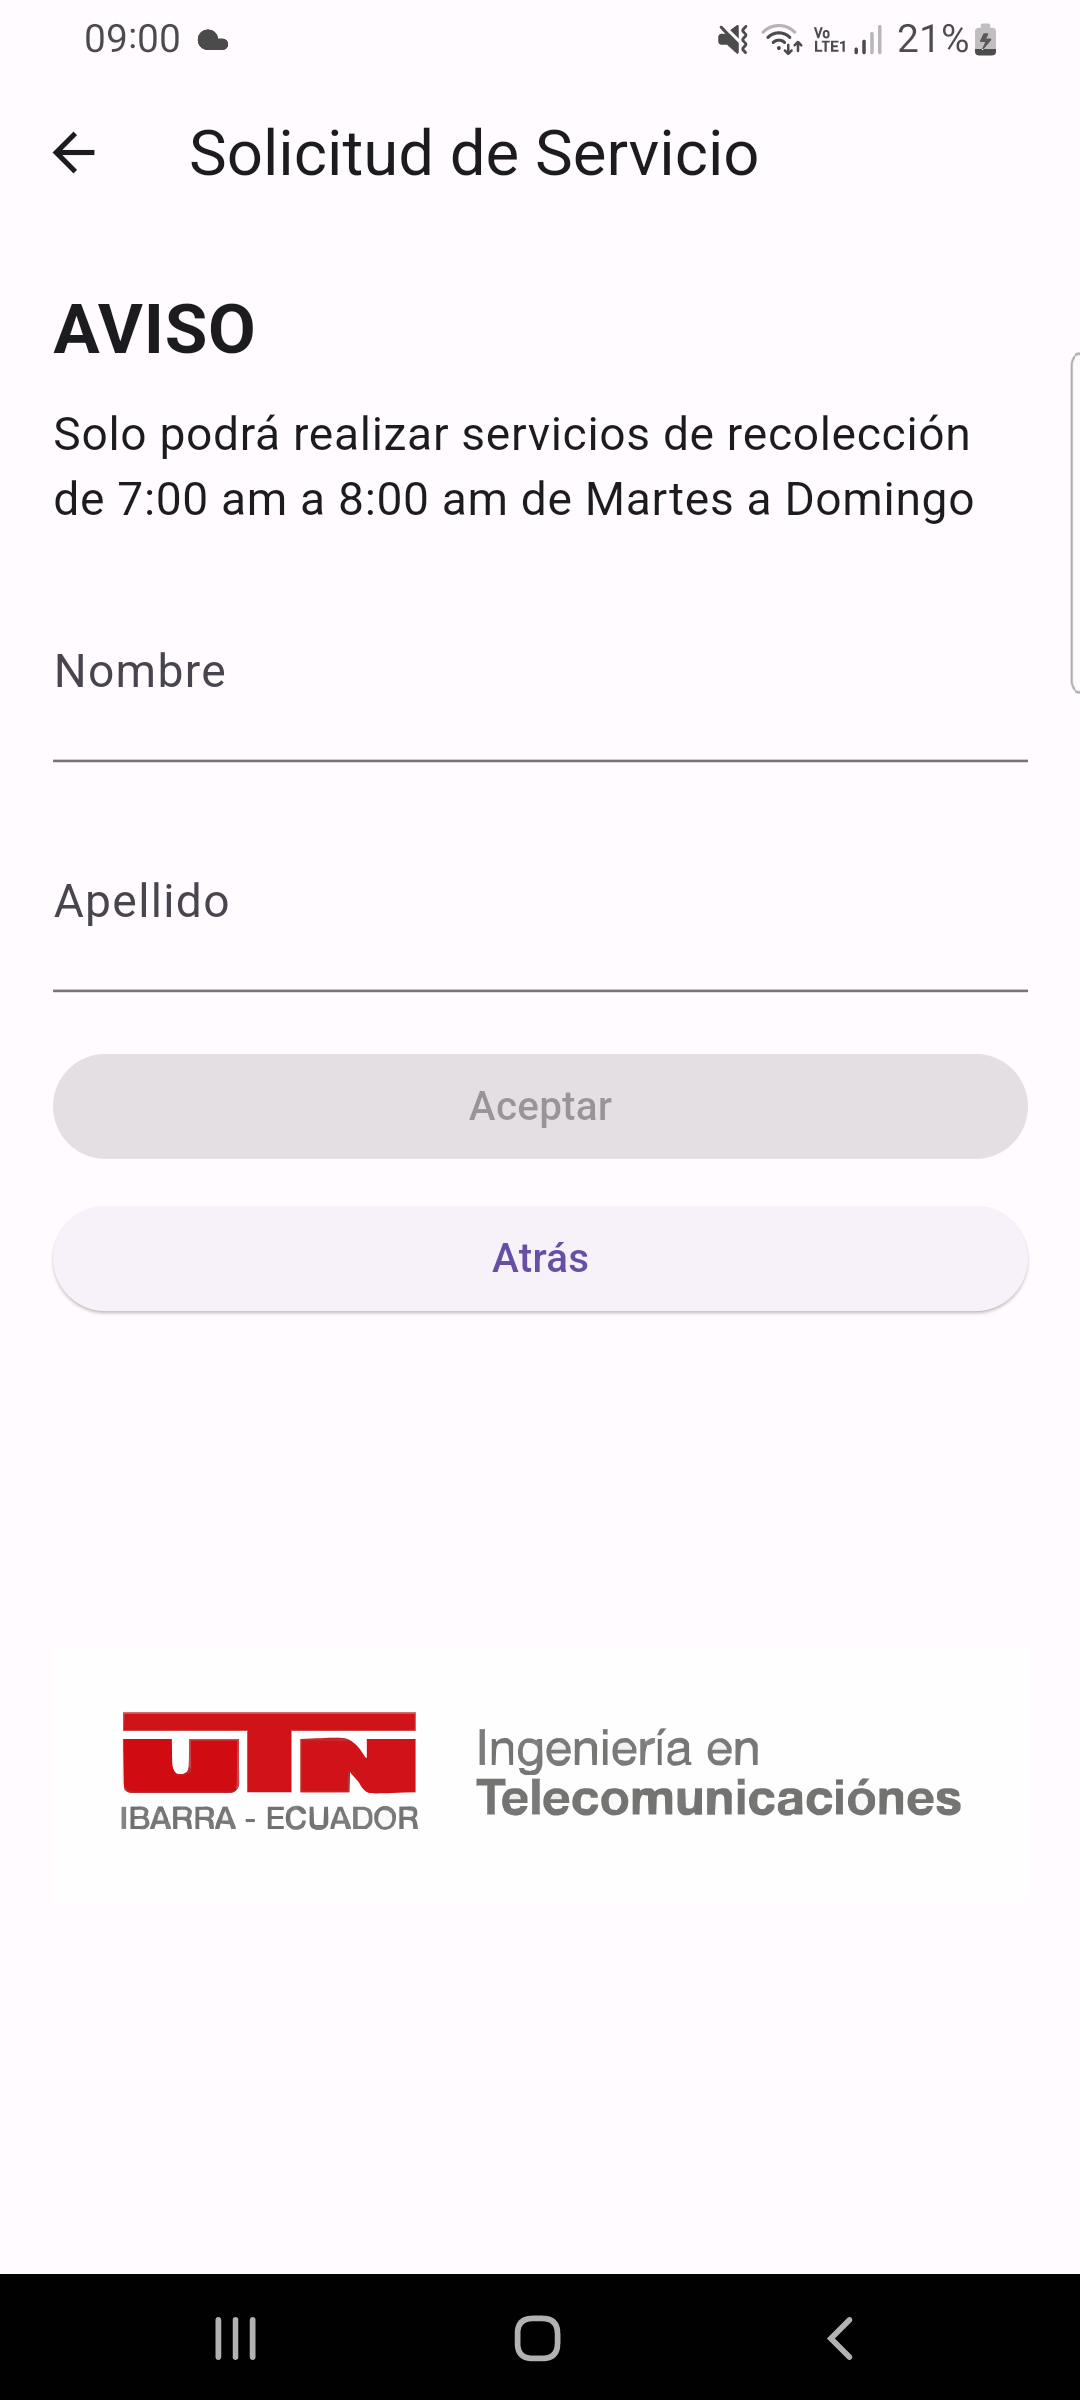 09:00
Vo
LTE1
21%
Solicitud de Servicio
AVISO
Solo podrá realizar servicios de recolección
de 7:00 am a 8:00 am de Martes a Domingo
Nombre
Apellido
Aceptar
Atrás
UTN
IBARRA - ECUADOR
Ingeniería en
Telecomunicaciónes